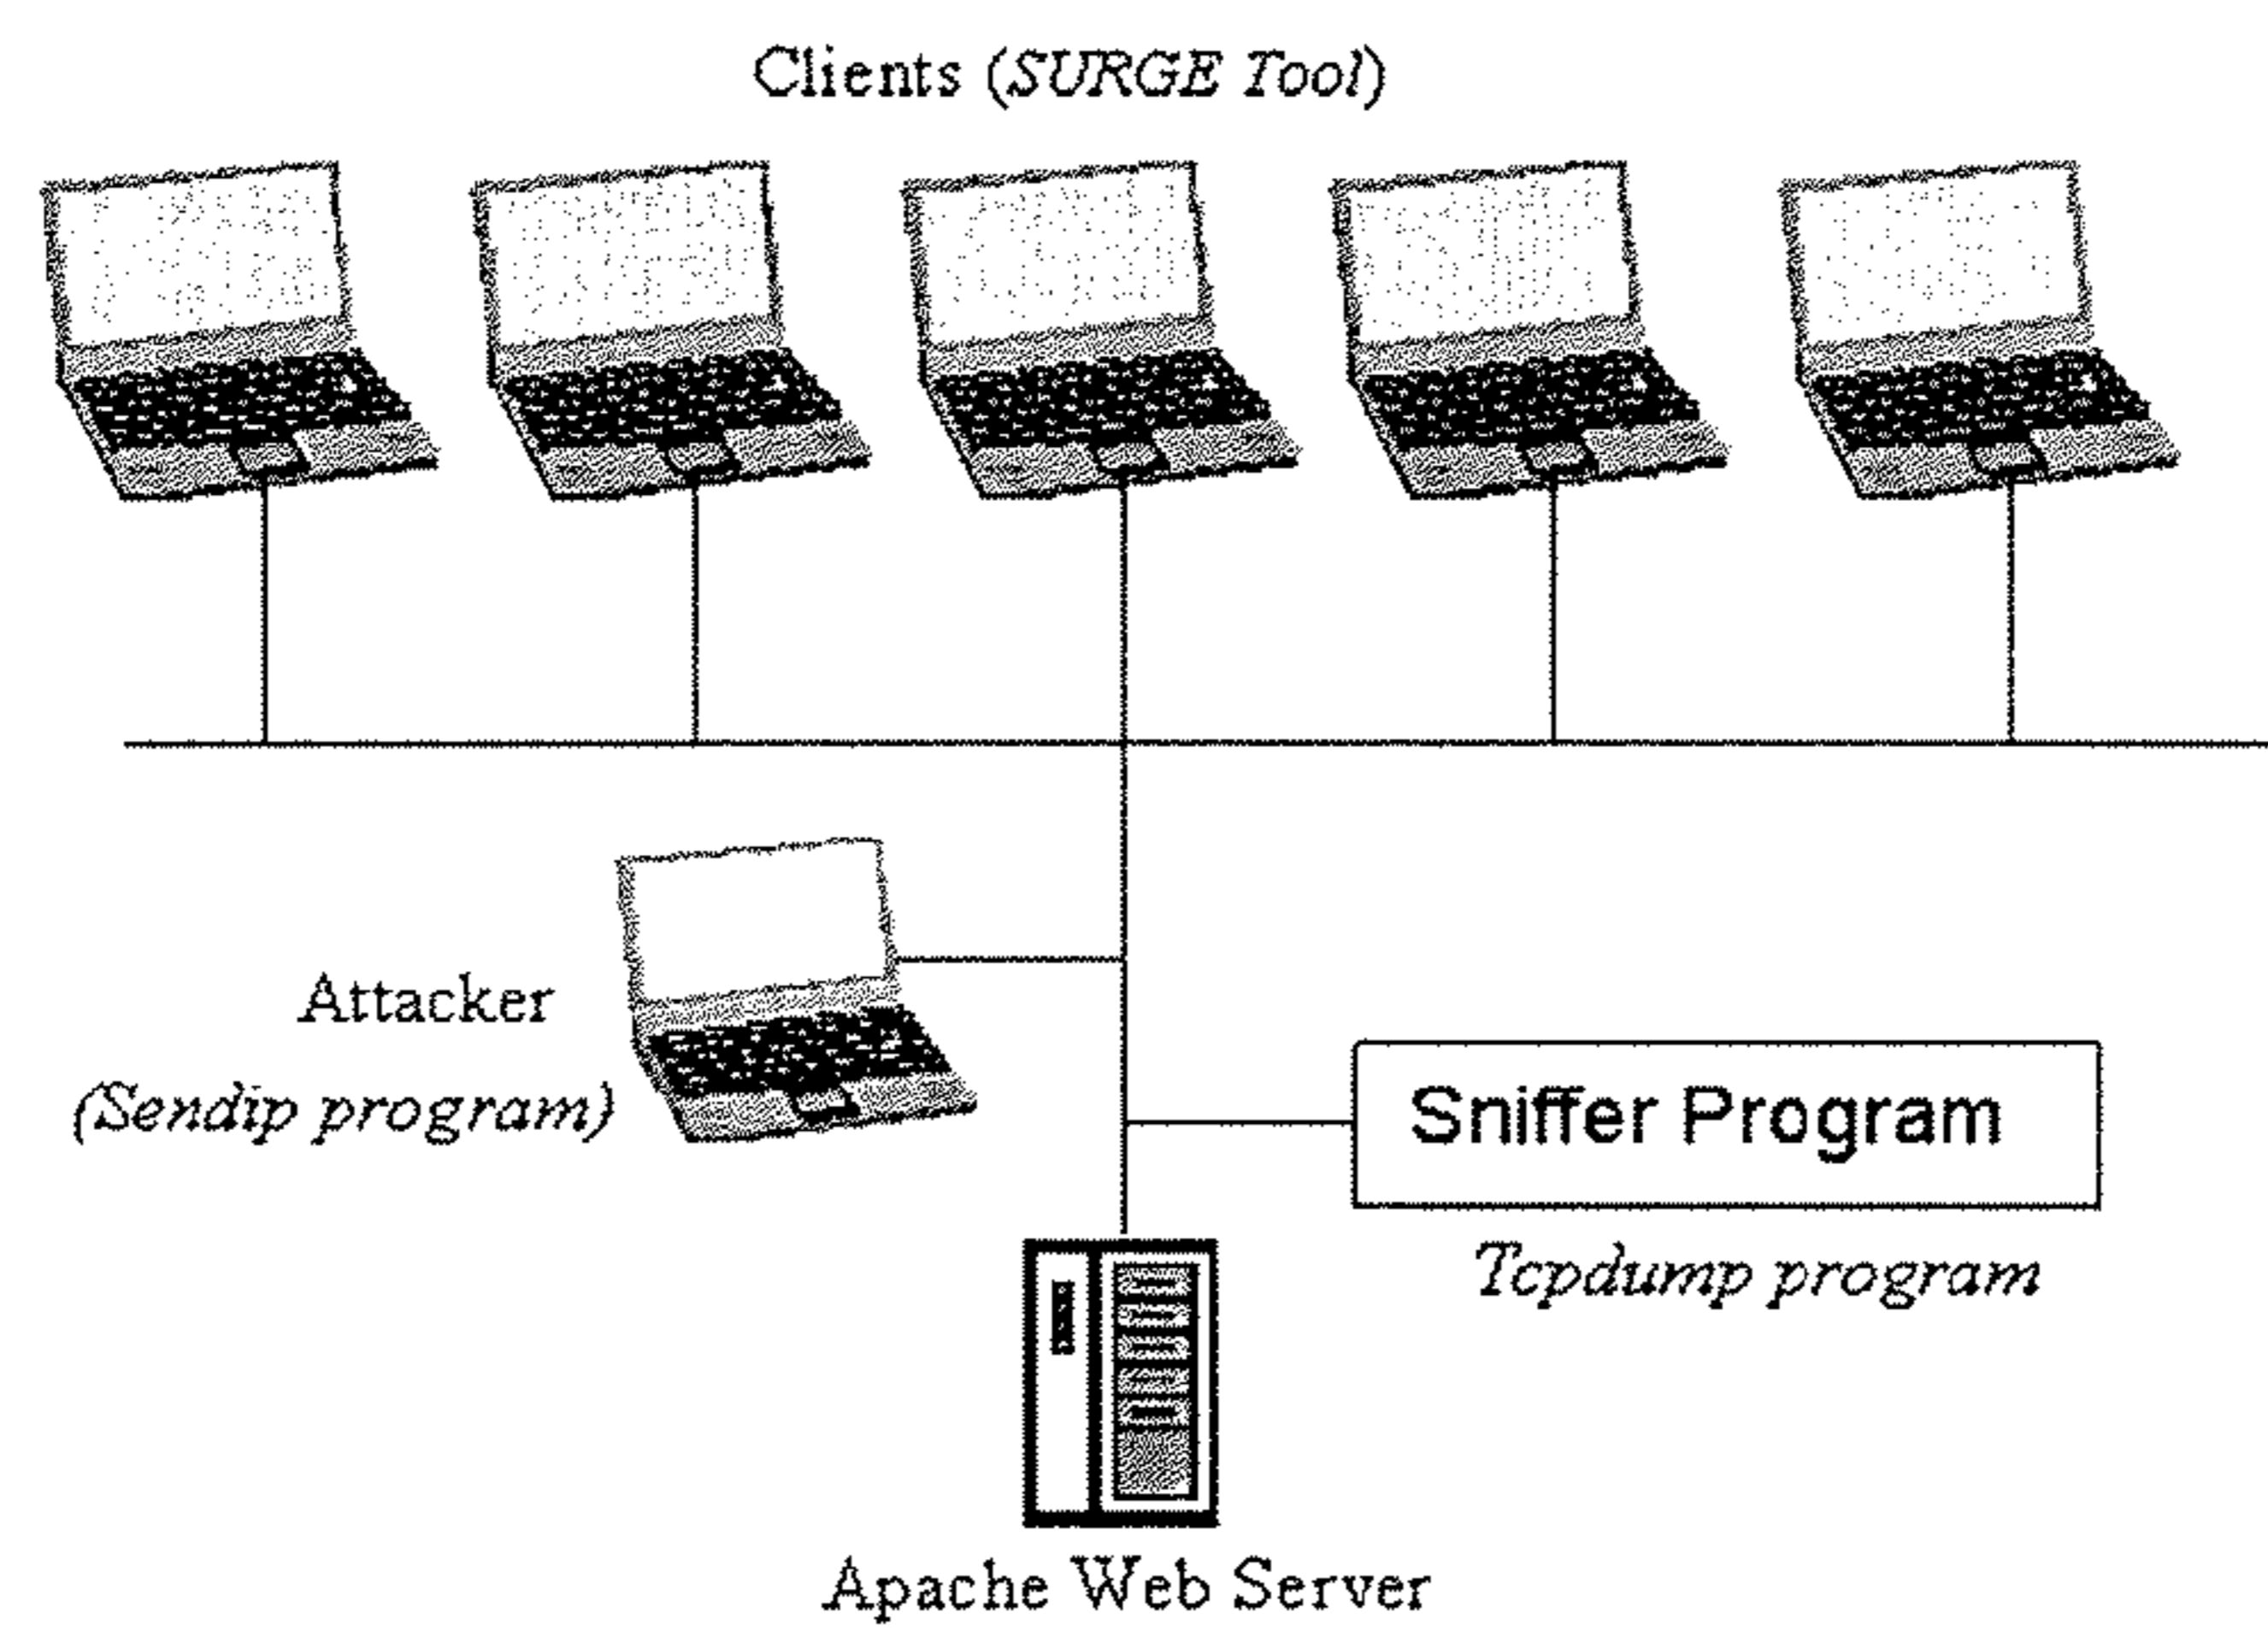 Clients (SURGE Tool)
Attacker
(Sendip program)
Sniffer Program
Tcpdump program
Apache Web Server